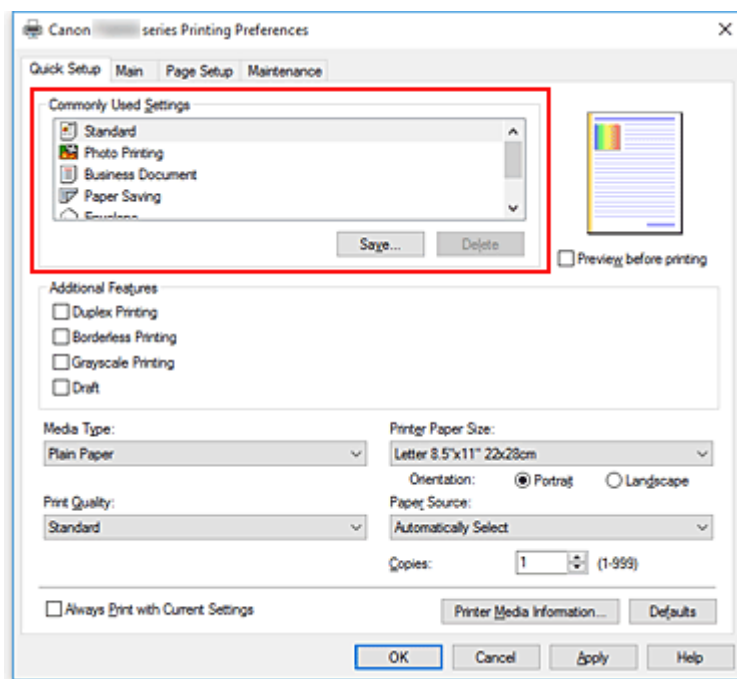 Canon series Printing Preferences
Quick Setup Main Page Setup Maintenance
Commonly Used Settings
Standard
Photo Printing
Business Document
Paper Saving
Envelope
Save... Delete
Preview before printing
Additional Features
Duplex Printing
Borderless Printing
Grayscale Printing
Draft
Media Type: Printer Paper Size:
Plain Paper Letter 8.5"x11" 22x28cm
Orientation: Portrait Landscape
Print Quality: Paper Source:
Standard Automatically Select
Copies: 1 (1-999)
Always Print with Current Settings Printer Media Information... Defaults
OK Cancel Apply Help